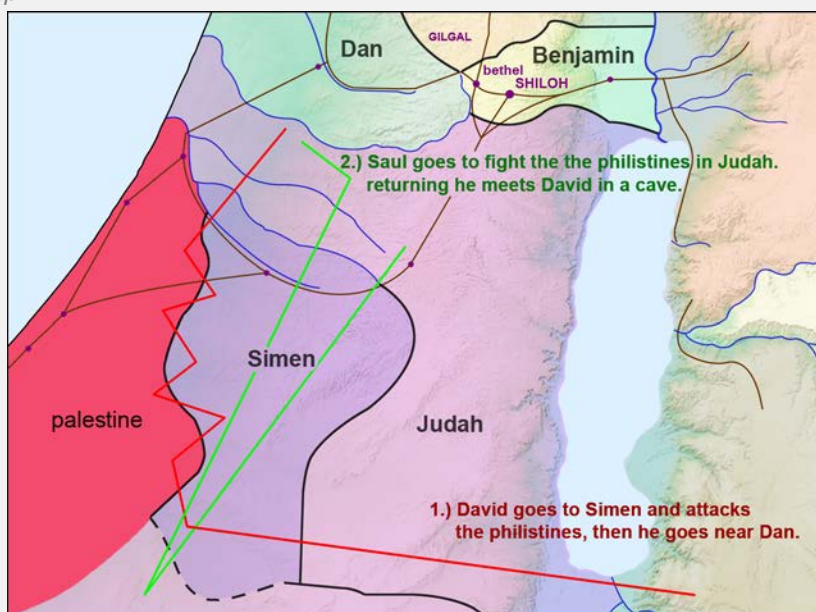 Dan
GILGAL
Benjamin
bethel
SHILOH
2.) Saul goes to fight the the philistines in Judah.
returning he meets David in a cave.
Simen
palestine
Judah
1.) David goes to Simen and attacks
the philistines, then he goes near Dan.